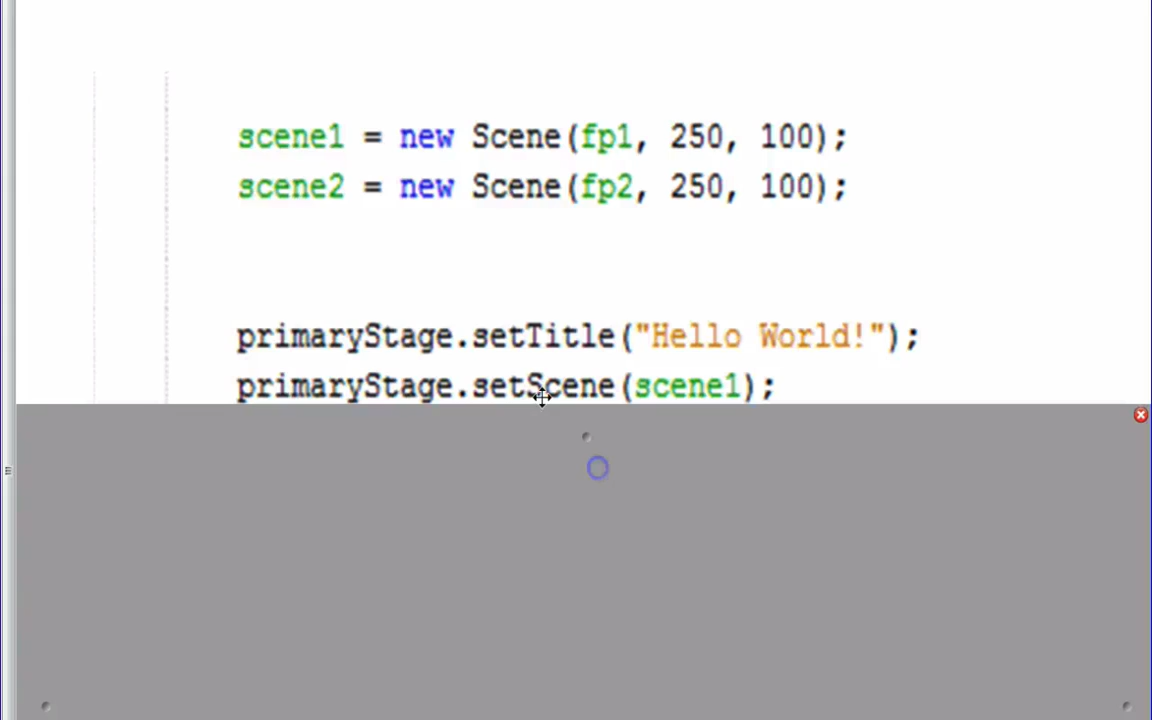 scene1 = new Scene(fp1, 250, 100);
scene2 = new Scene(fp2, 250, 100);
primaryStage.setTitle("Hello World!");
primaryStage.setScene(scene1);